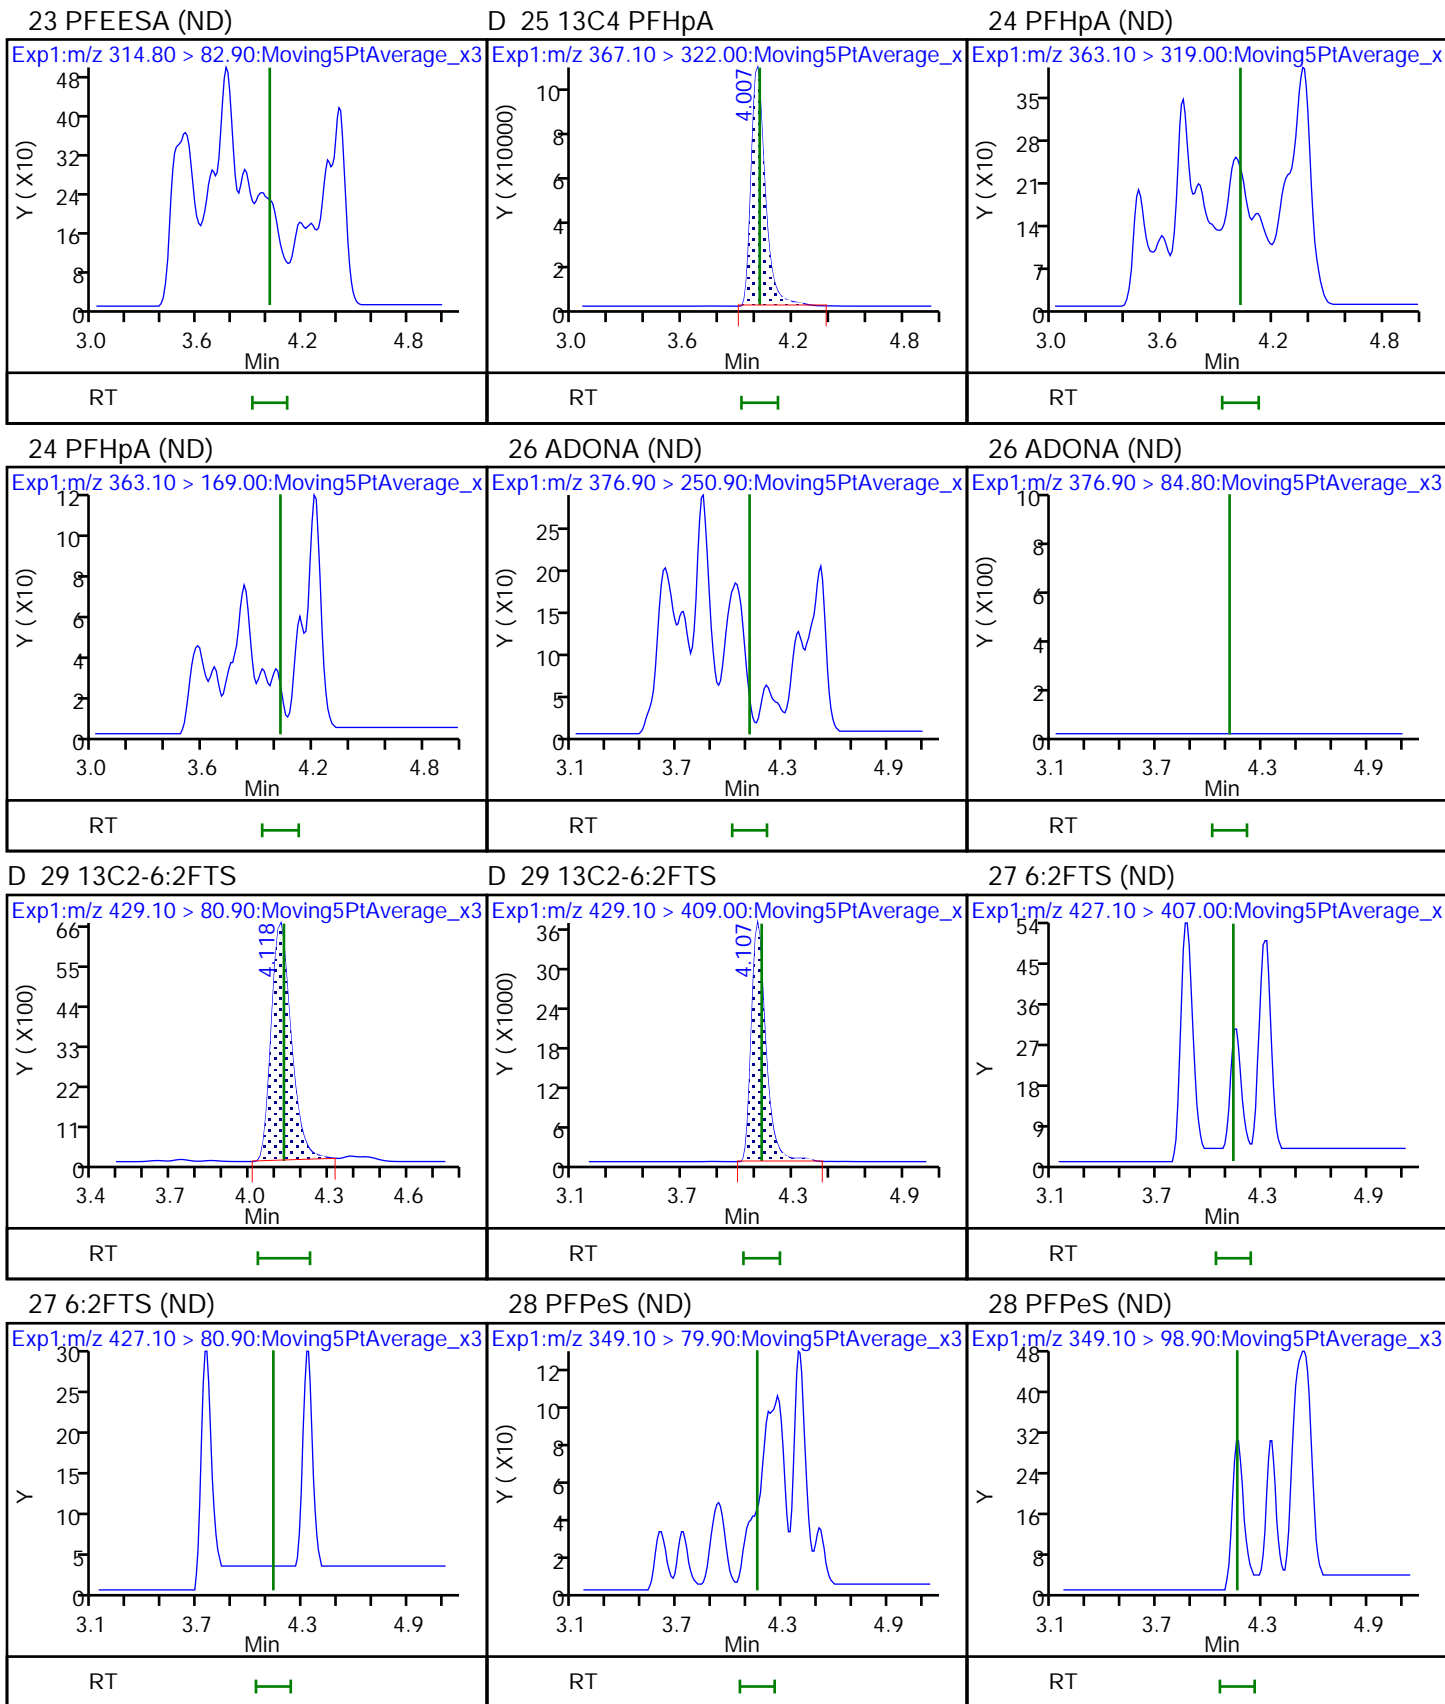 23 PFEESA (ND)
Exp1:m/z 314.80 > 82.90:Moving5PtAverage_x3
Y ( X10)
48
40
32
24
16
8
0
3.0 3.6 4.2 4.8
Min
RT
D 25 13C4 PFHpA
Exp1:m/z 367.10 > 322.00:Moving5PtAverage_x
4.007
Y ( X10000)
10
8
6
4
2
0
3.0 3.6 4.2 4.8
Min
RT
24 PFHpA (ND)
Exp1:m/z 363.10 > 319.00:Moving5PtAverage_x
Y ( X10)
35
28
21
14
7
0
3.0 3.6 4.2 4.8
Min
RT
24 PFHpA (ND)
Exp1:m/z 363.10 > 169.00:Moving5PtAverage_x
Y ( X10)
12
10
8
6
4
2
0
3.0 3.6 4.2 4.8
Min
RT
26 ADONA (ND)
Exp1:m/z 376.90 > 250.90:Moving5PtAverage_x
Y ( X10)
25
20
15
10
5
0
3.1 3.7 4.3 4.9
Min
RT
26 ADONA (ND)
Exp1:m/z 376.90 > 84.80:Moving5PtAverage_x3
Y ( X100)
10
8
6
4
2
0
3.1 3.7 4.3 4.9
Min
RT
D 29 13C2-6:2FTS
Exp1:m/z 429.10 > 80.90:Moving5PtAverage_x3
4.118
Y ( X100)
66
55
44
33
22
11
0
3.4 3.7 4.0 4.3 4.6
Min
RT
D 29 13C2-6:2FTS
Exp1:m/z 429.10 > 409.00:Moving5PtAverage_x
4.107
Y ( X1000)
36
30
24
18
12
6
0
3.1 3.7 4.3 4.9
Min
RT
27 6:2FTS (ND)
Exp1:m/z 427.10 > 407.00:Moving5PtAverage_x
Y
54
45
36
27
18
9
0
3.1 3.7 4.3 4.9
Min
RT
27 6:2FTS (ND)
Exp1:m/z 427.10 > 80.90:Moving5PtAverage_x3
Y
30
25
20
15
10
5
0
3.1 3.7 4.3 4.9
Min
RT
28 PFPeS (ND)
Exp1:m/z 349.10 > 79.90:Moving5PtAverage_x3
Y ( X10)
12
10
8
6
4
2
0
3.1 3.7 4.3 4.9
Min
RT
28 PFPeS (ND)
Exp1:m/z 349.10 > 98.90:Moving5PtAverage_x3
Y
48
40
32
24
16
8
0
3.1 3.7 4.3 4.9
Min
RT